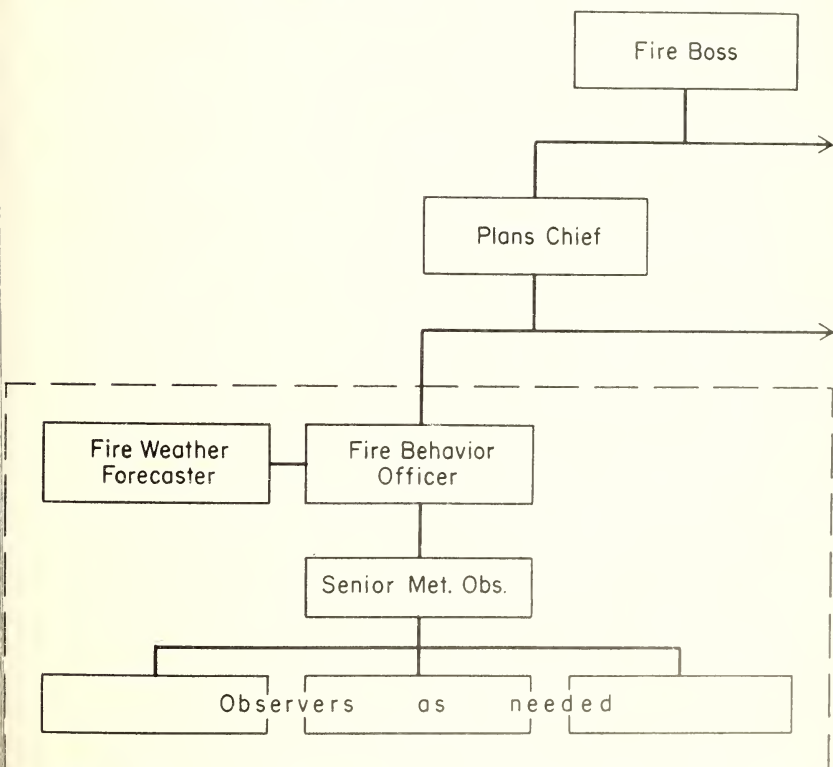 Fire Boss
Plans Chief
Fire Weather
Forecaster
Fire Behavior
Officer
Senior Met. Obs.
Observers as needed